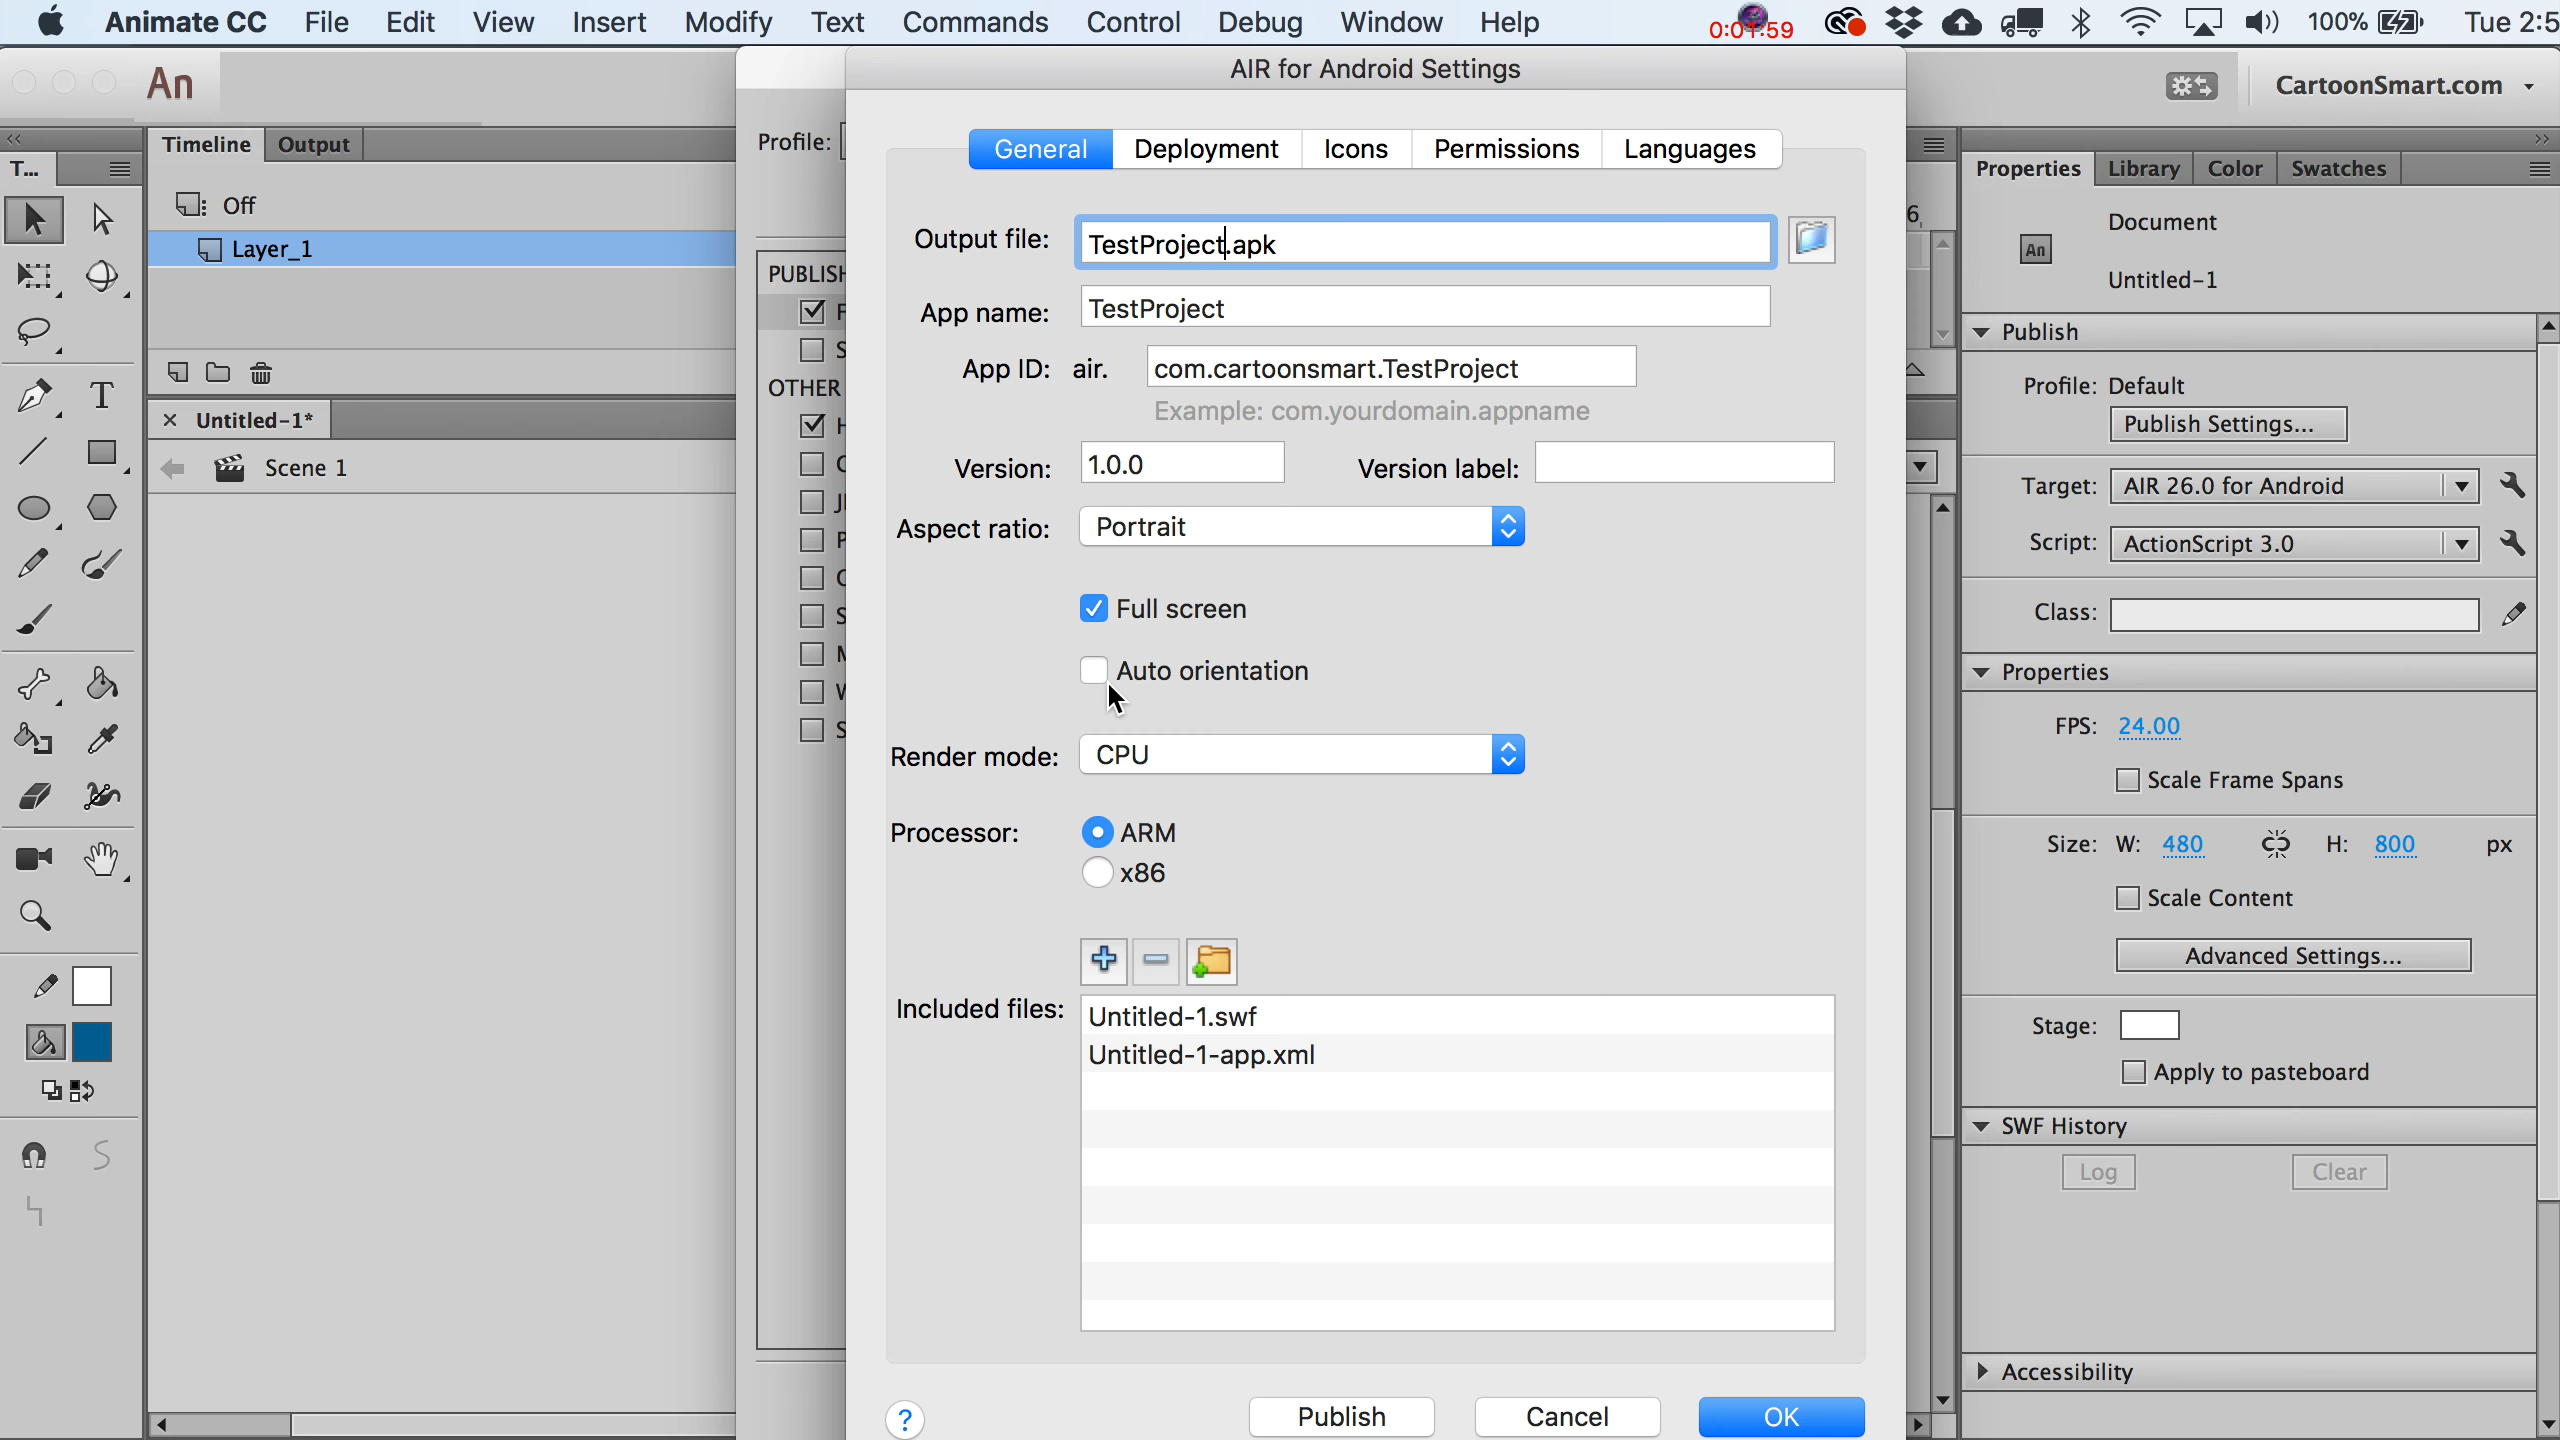 Animate CC File Edit View Insert Modify Text Commands Control Debug Window Help 0:01:59 100% Tue 2:5
An
AIR for Android Settings
CartoonSmart.com
Timeline Output
T...
Off
Layer_1
Untitled-1*
Scene 1
Profile:
PUBLISH
OTHER
General Deployment Icons Permissions Languages
Output file: TestProject.apk
App name: TestProject
App ID: air. com.cartoonsmart.TestProject
Example: com.yourdomain.appname
Version: 1.0.0 Version label:
Aspect ratio: Portrait
Full screen
Auto orientation
Render mode: CPU
Processor: ARM
x86
Included files: Untitled-1.swf
Untitled-1-app.xml
? Publish Cancel OK
6,
Properties Library Color Swatches
Document
An
Untitled-1
Publish
Profile: Default
Publish Settings...
Target: AIR 26.0 for Android
Script: ActionScript 3.0
Class:
Properties
FPS: 24.00
Scale Frame Spans
Size: W: 480 H: 800 px
Scale Content
Advanced Settings...
Stage:
Apply to pasteboard
SWF History
Log Clear
Accessibility